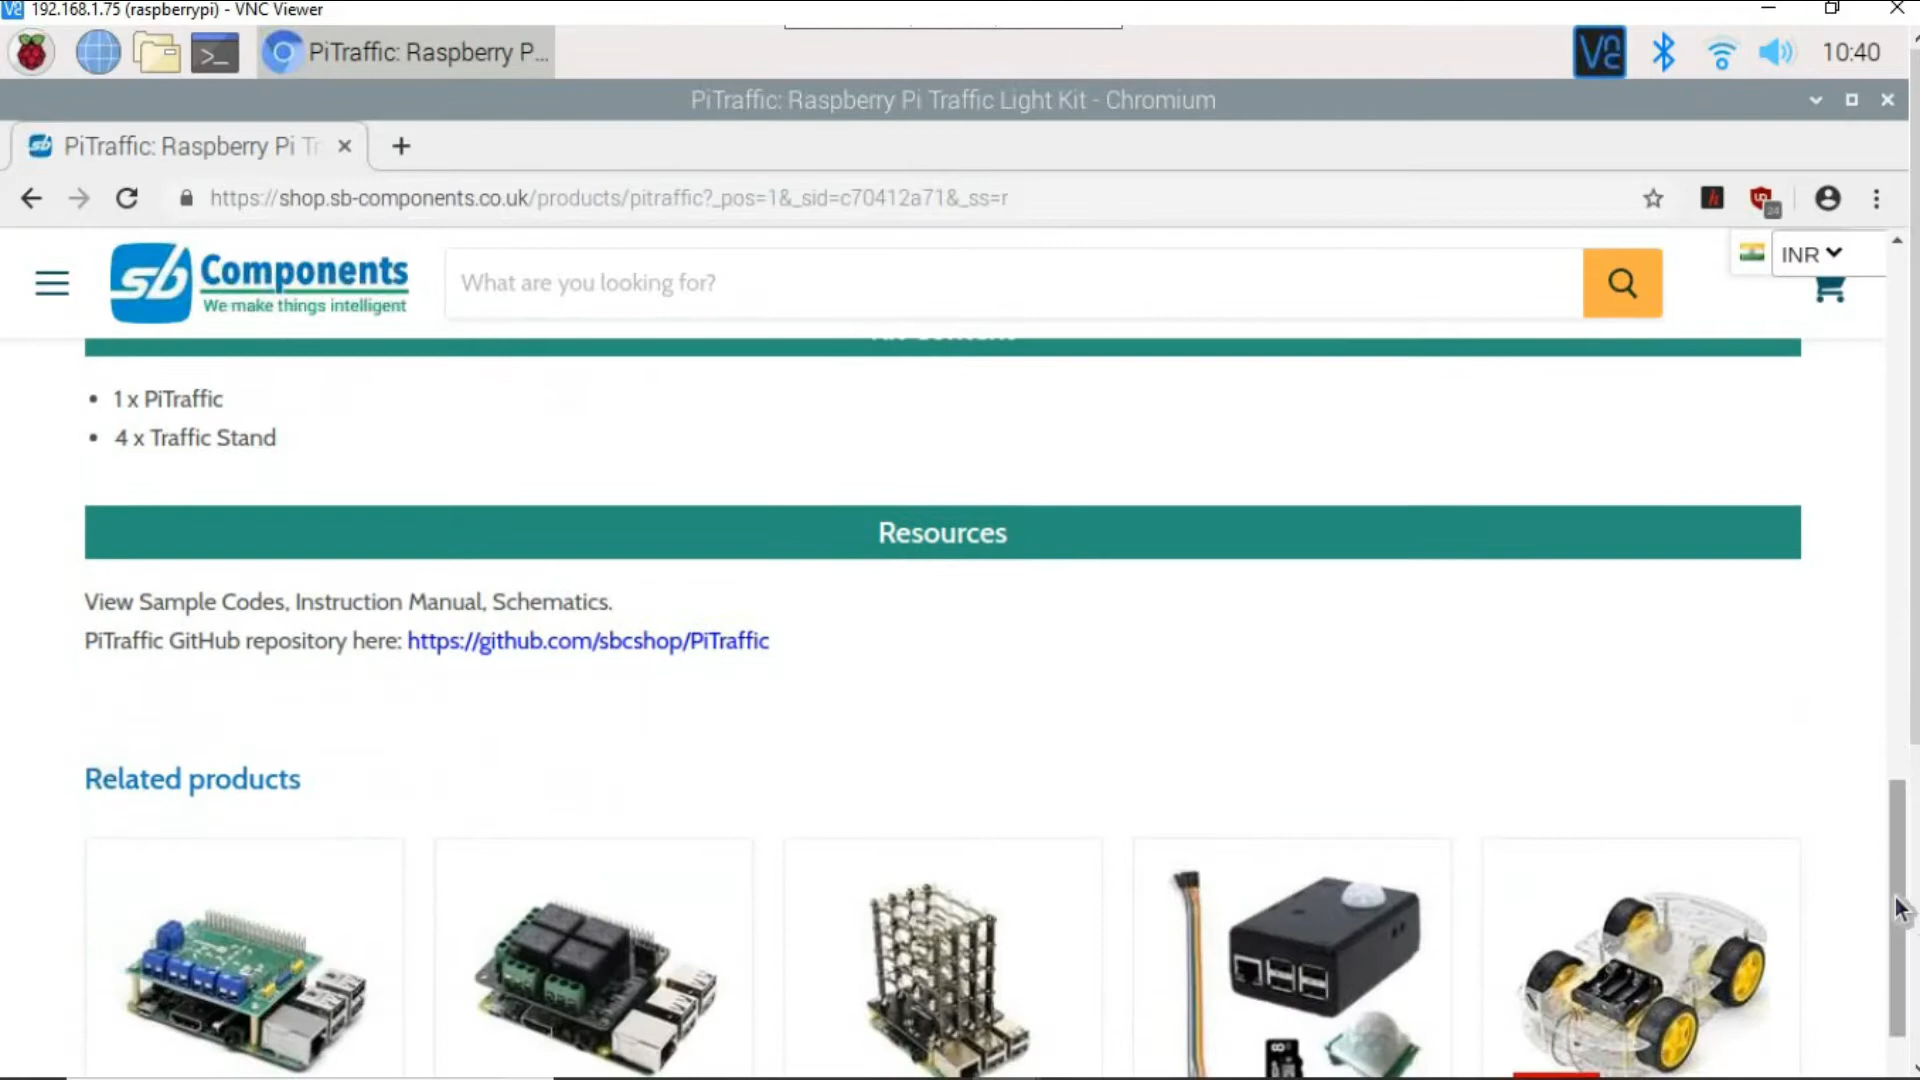 192.168.1.75 (raspberrypi) - VNC Viewer
PiTraffic: Raspberry P...
10:40
PiTraffic: Raspberry Pi Traffic Light Kit - Chromium
PiTraffic: Raspberry Pi Tr
https://shop.sb-components.co.uk/products/pitraffic?_pos=1&_sid=c70412a71&_ss=r
24
sb Components
We make things intelligent
What are you looking for?
INR
• 1 x PiTraffic
• 4 x Traffic Stand
Resources
View Sample Codes, Instruction Manual, Schematics.
PiTraffic GitHub repository here: https://github.com/sbcshop/PiTraffic
Related products